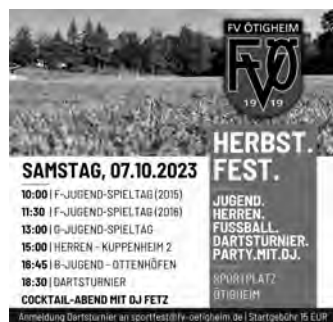 FV ÖTIGHEIM
FVÖ
19 19
HERBST.
FEST.
SAMSTAG, 07.10.2023
10:00 | F-JUGEND-SPIELTAG (2015)
11:30 | F-JUGEND-SPIELTAG (2016)
13:00 | G-JUGEND-SPIELTAG
15:00 | HERREN - KUPPENHEIM 2
16:45 | B-JUGEND - OTTENHÖFEN
18:30 | DARTSTURNIER
COCKTAIL-ABEND MIT DJ FETZ
JUGEND.
HERREN.
FUSSBALL.
DARTSTURNIER.
PARTY.MIT.DJ.
SPORTPLATZ
ÖTIGHEIM
Anmeldung Dartsturnier an sportfest@fv-oetigheim.de | Startgebühr 15 EUR